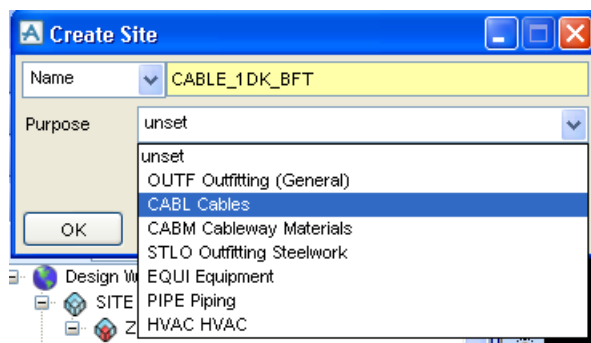 Create Site
Name CABLE_1DK_BFT
Purpose unset
unset
OUTF Outfitting (General)
CABL Cables
CABM Cableway Materials
OK
STLO Outfitting Steelwork
Design W
EQUI Equipment
SITE
PIPE Piping
Z
HVAC HVAC